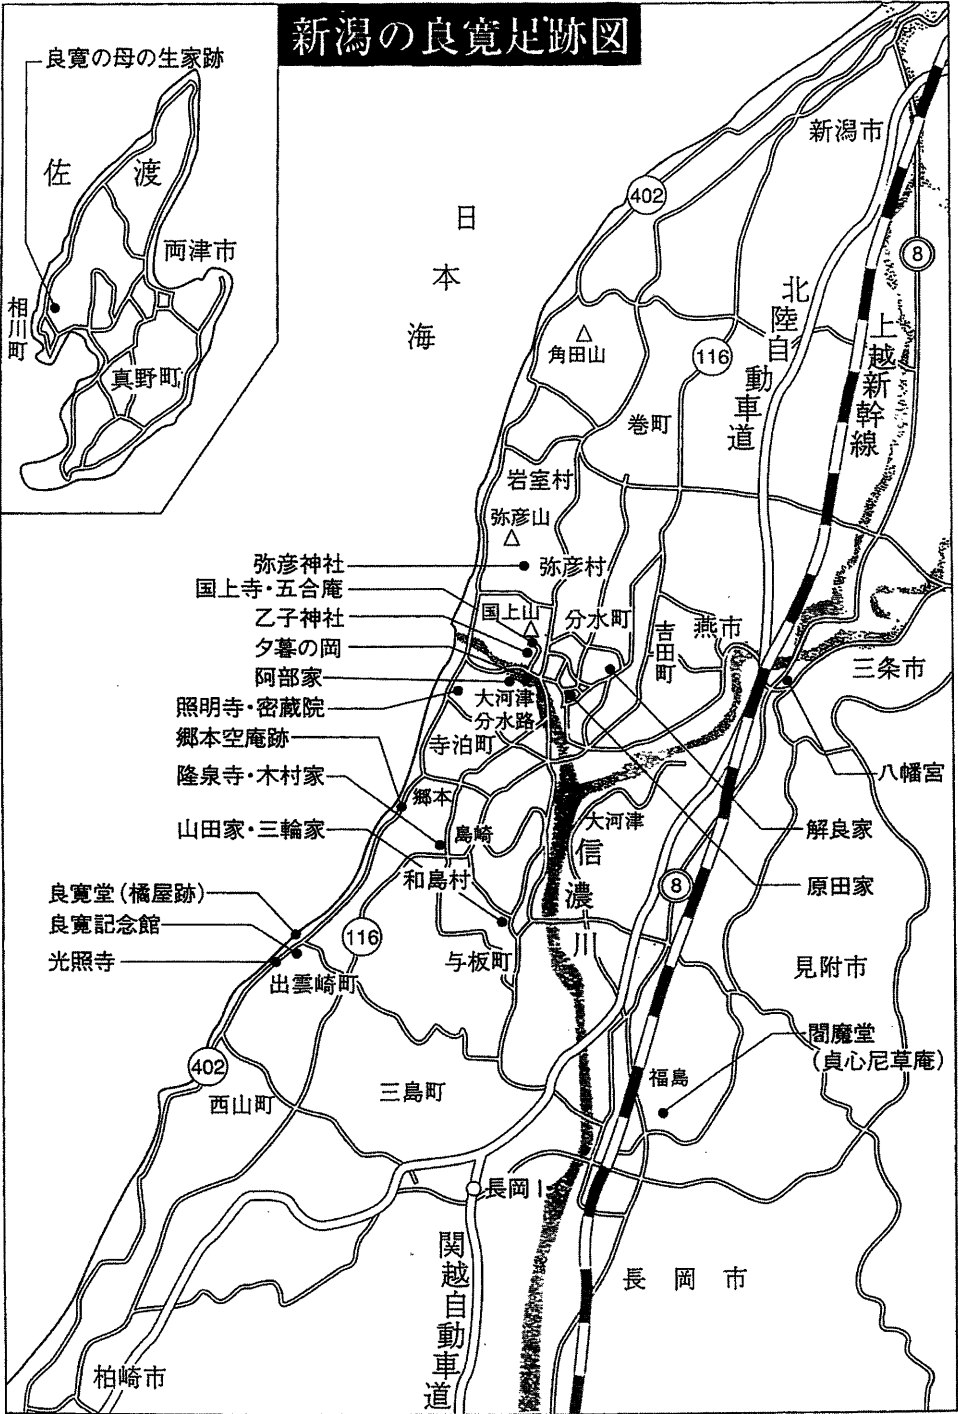 新潟の良寛足跡図
良寛の母の生家跡
佐渡
両津市
相川町
真野町
日本海
新潟市
402
8
北陸自動車道
上越新幹線
116
角田山
巻町
岩室村
弥彦山
弥彦神社
弥彦村
国上寺・五合庵
国上山
分水町
乙子神社
吉田町
燕市
夕暮の岡
三条市
阿部家
大河津分水路
照明寺・密蔵院
寺泊町
郷本空庵跡
八幡宮
隆泉寺・木村家
郷本
大河津
島崎
山田家・三輪家
解良家
信濃川
和島村
8
原田家
良寛堂（橘屋跡）
良寛記念館
116
光照寺
与板町
見附市
出雲崎町
閻魔堂
（貞心尼草庵）
402
福島
西山町
三島町
長岡I
関越自動車道
長岡市
柏崎市